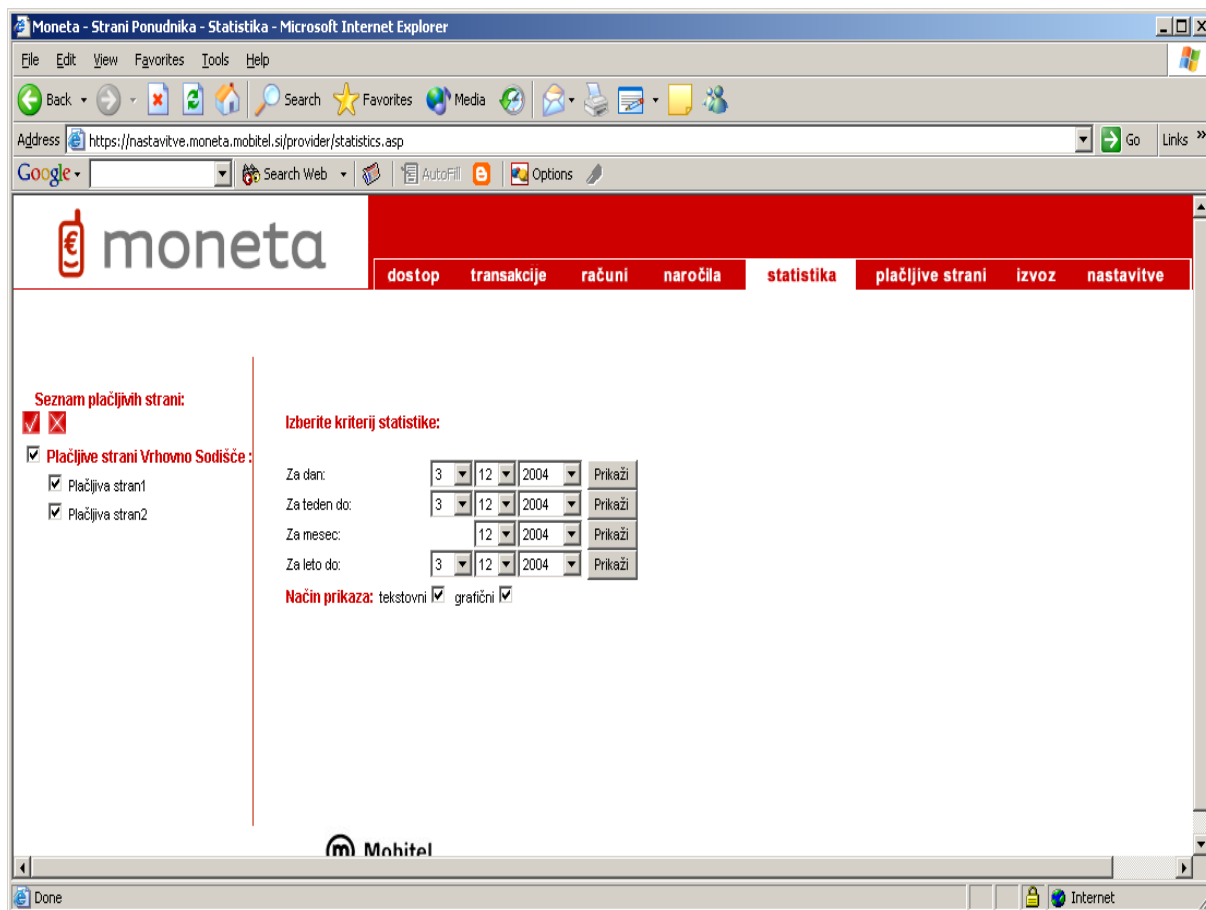 Moneta - Strani Ponudnika - Statistika - Microsoft Internet Explorer
File Edit View Favorites Tools Help
Back Search Favorites Media
Address https://nastavitve.moneta.mobitel.si/provider/statistics.asp Go Links »
Google Search Web AutoFill Options
moneta
dostop transakcije računi naročila statistika plačljive strani izvoz nastavitve
Seznam plačljivih strani:
Plačljive strani Vrhovno Sodišče :
Plačljiva stran1
Plačljiva stran2
Izberite kriterij statistike:
Za dan: 3 12 2004 Prikaži
Za teden do: 3 12 2004 Prikaži
Za mesec: 12 2004 Prikaži
Za leto do: 3 12 2004 Prikaži
Način prikaza: tekstovni grafični
Mobitel
Done Internet